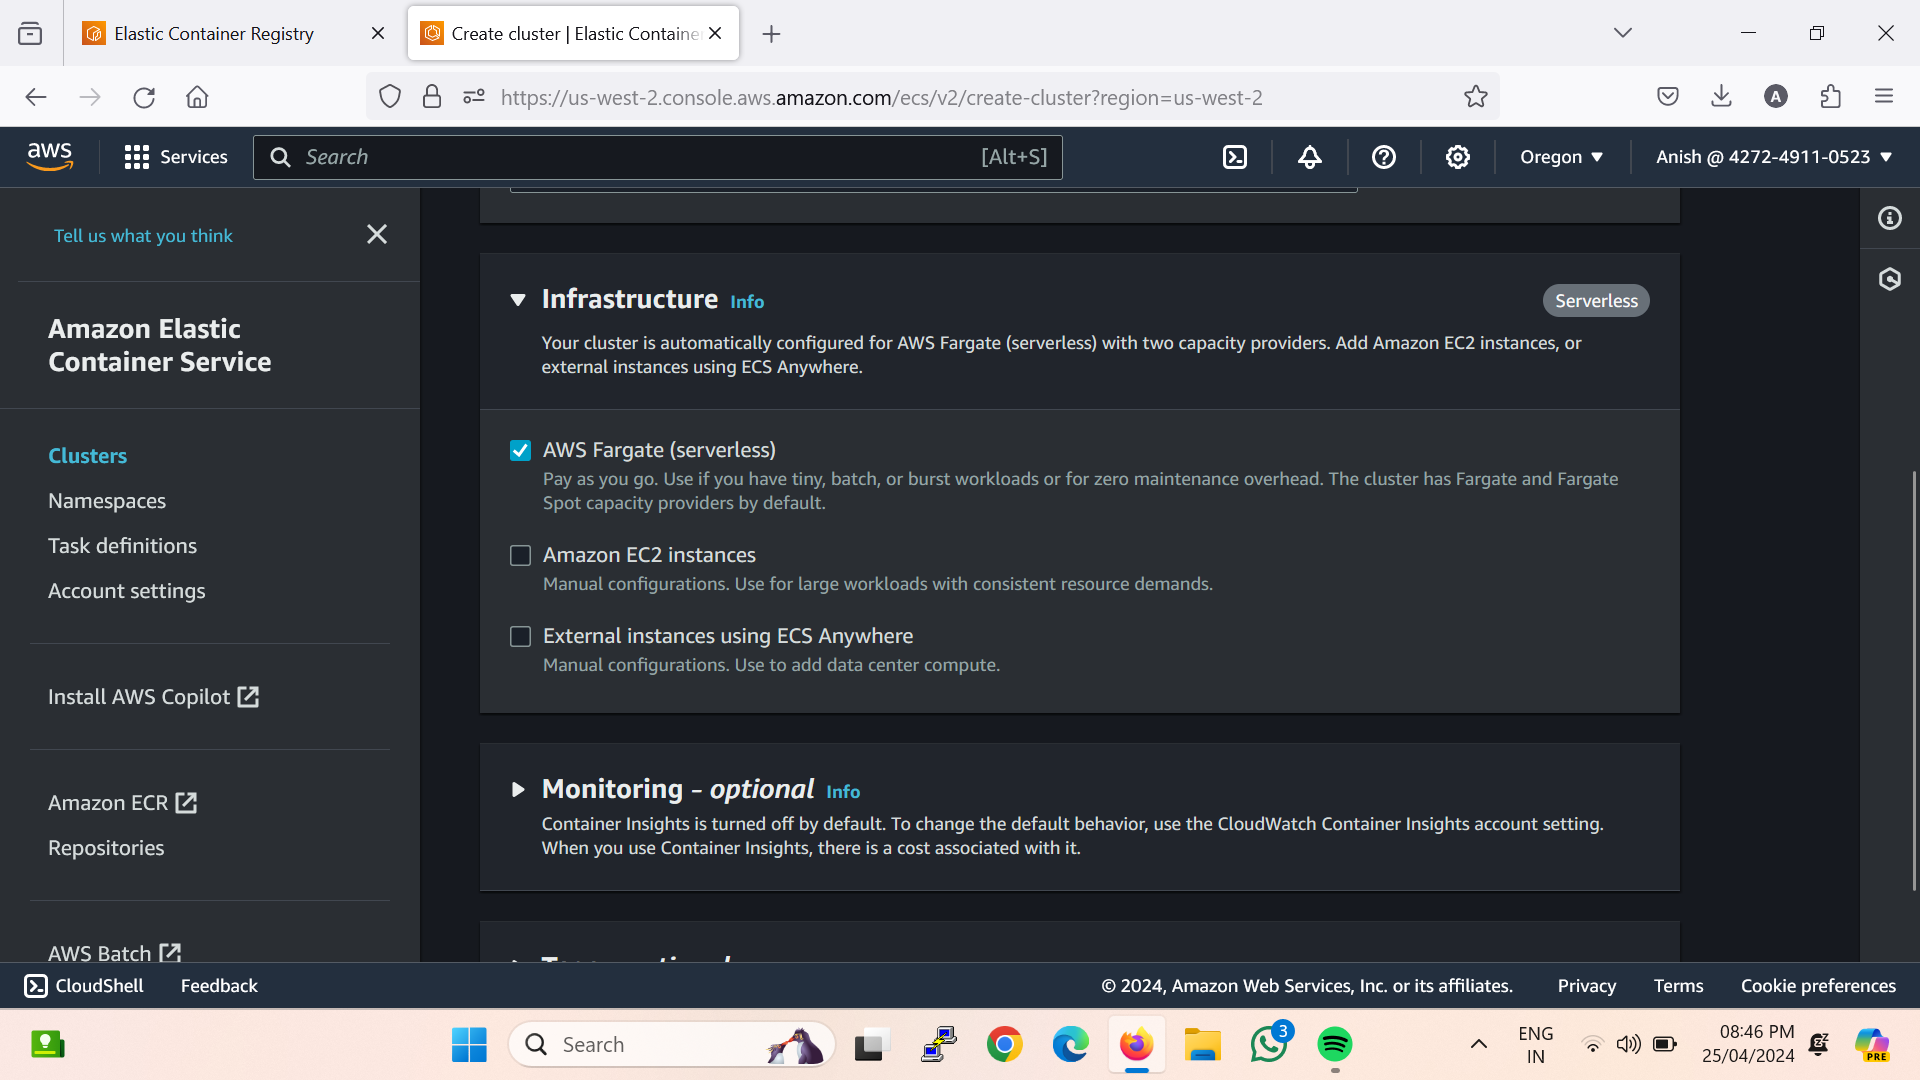 Elastic Container Registry
Create cluster | Elastic Containe
https://us-west-2.console.aws.amazon.com/ecs/v2/create-cluster?region=us-west-2
A
aws
Services
Search
[Alt+S]
Oregon
Anish @ 4272-4911-0523
Tell us what you think
Amazon Elastic
Container Service
Clusters
Namespaces
Task definitions
Account settings
Install AWS Copilot
Amazon ECR
Repositories
AWS Batch
Infrastructure Info
Serverless
Your cluster is automatically configured for AWS Fargate (serverless) with two capacity providers. Add Amazon EC2 instances, or
external instances using ECS Anywhere.
AWS Fargate (serverless)
Pay as you go. Use if you have tiny, batch, or burst workloads or for zero maintenance overhead. The cluster has Fargate and Fargate
Spot capacity providers by default.
Amazon EC2 instances
Manual configurations. Use for large workloads with consistent resource demands.
External instances using ECS Anywhere
Manual configurations. Use to add data center compute.
Monitoring - optional Info
Container Insights is turned off by default. To change the default behavior, use the CloudWatch Container Insights account setting.
When you use Container Insights, there is a cost associated with it.
CloudShell
Feedback
© 2024, Amazon Web Services, Inc. or its affiliates.
Privacy
Terms
Cookie preferences
Search
3
ENG
IN
08:46 PM
25/04/2024
PRE